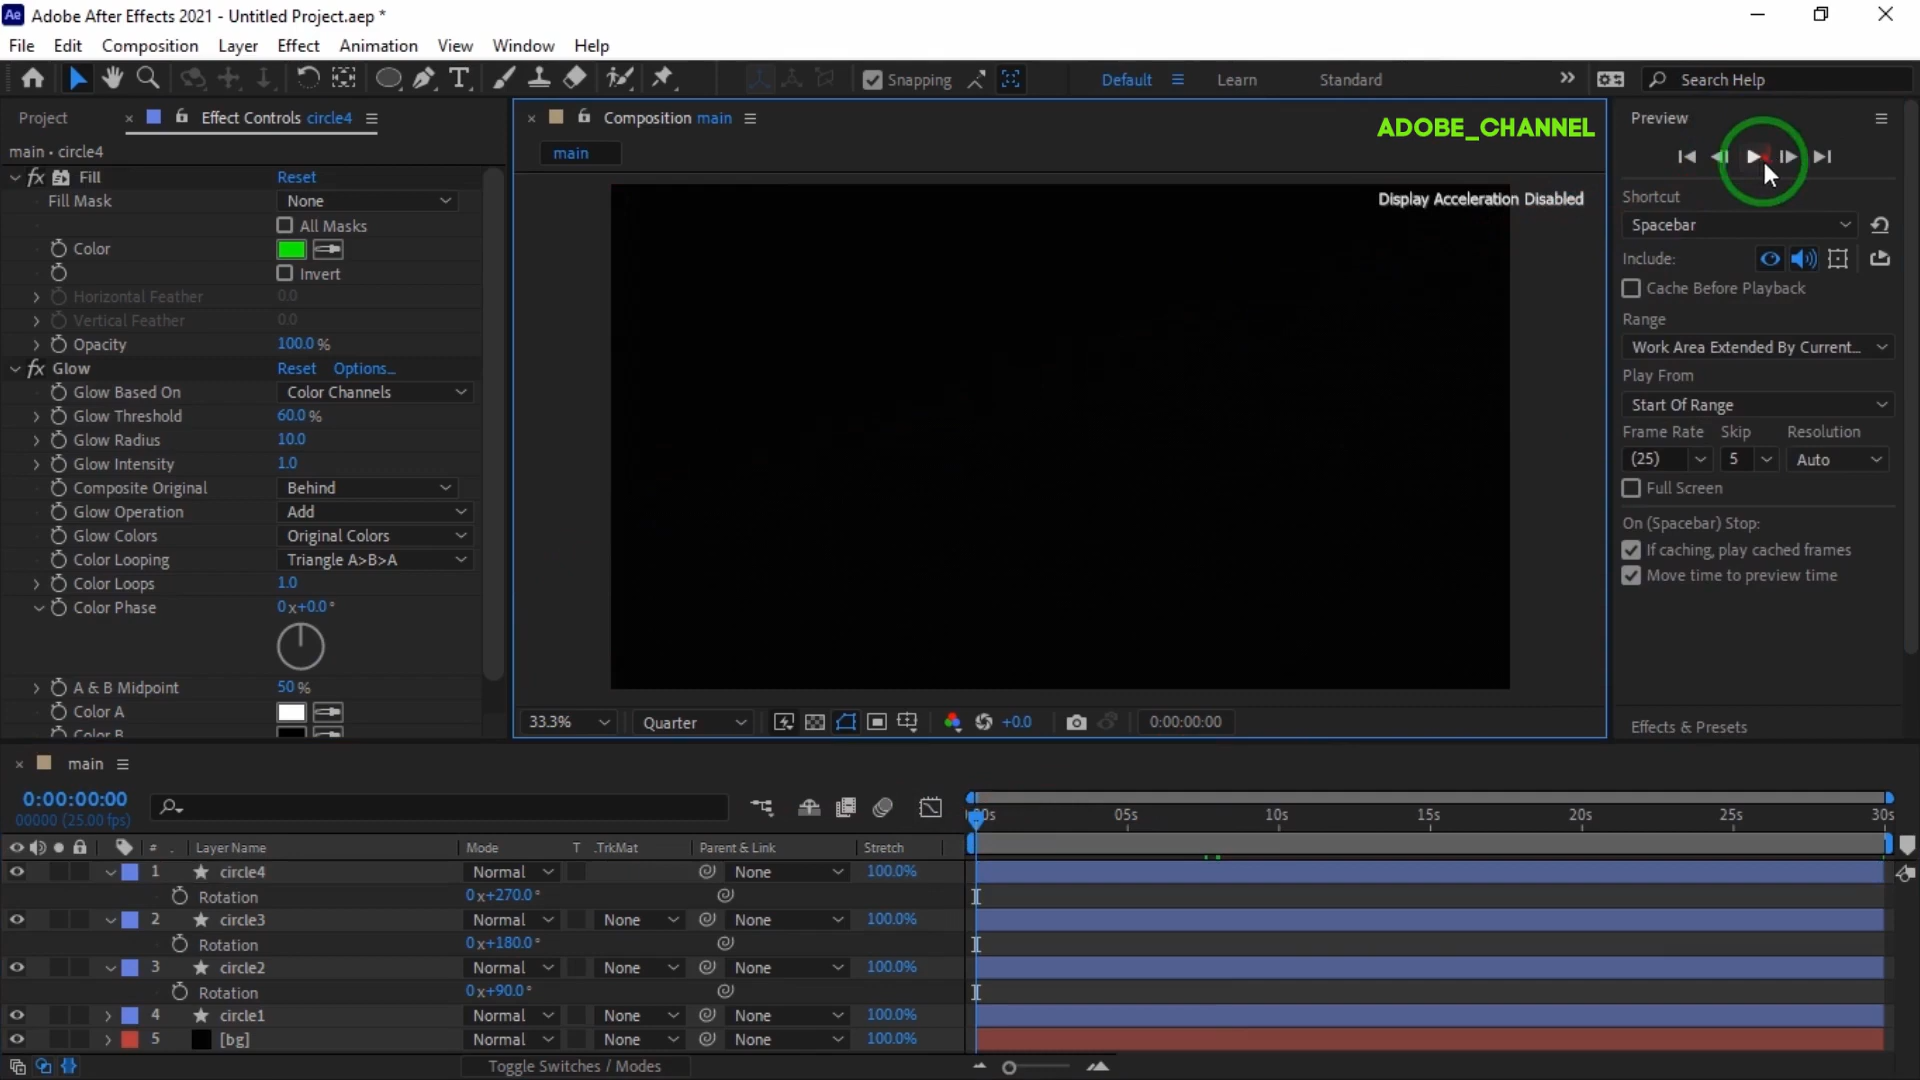 Adobe After Effects 2021 - Untitled Project.aep *
File Edit Composition Layer Effect Animation View Window Help
Snapping Default Learn Standard Search Help
Project Effect Controls circle4
main • circle4
fx Fill Reset
Fill Mask None
All Masks
Color
Invert
Horizontal Feather 0.0
Vertical Feather 0.0
Opacity 100.0 %
fx Glow Reset Options...
Glow Based On Color Channels
Glow Threshold 60.0 %
Glow Radius 10.0
Glow Intensity 1.0
Composite Original Behind
Glow Operation Add
Glow Colors Original Colors
Color Looping Triangle A>B>A
Color Loops 1.0
Color Phase 0x+0.0°
A & B Midpoint 50 %
Color A
Color B
Composition main
ADOBE_CHANNEL
main
Display Acceleration Disabled
33.3% Quarter +0.0 0:00:00:00
Preview
Shortcut
Spacebar
Include:
Cache Before Playback
Range
Work Area Extended By Current...
Play From
Start Of Range
Frame Rate Skip Resolution
(25) 5 Auto
Full Screen
On (Spacebar) Stop:
If caching, play cached frames
Move time to preview time
Effects & Presets
main
0:00:00:00
00000 (25.00 fps)
05s 10s 15s 20s 25s 30s
# Layer Name Mode T .TrkMat Parent & Link Stretch
1 circle4 Normal None 100.0%
Rotation 0x+270.0°
2 circle3 Normal None None 100.0%
Rotation 0x+180.0°
3 circle2 Normal None None 100.0%
Rotation 0x+90.0°
4 circle1 Normal None None 100.0%
5 [bg] Normal None None 100.0%
Toggle Switches / Modes